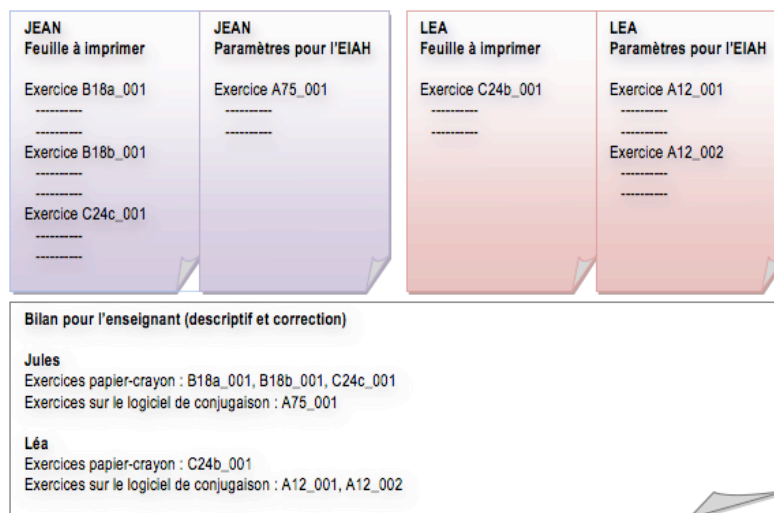 JEAN
Feuille à imprimer
Exercice B18a_001
----------
----------
Exercice B18b_001
----------
----------
Exercice C24c_001
----------
----------
JEAN
Paramètres pour l'EIAH
Exercice A75_001
----------
----------
LEA
Feuille à imprimer
Exercice C24b_001
----------
----------
LEA
Paramètres pour l'EIAH
Exercice A12_001
----------
----------
Exercice A12_002
----------
----------
Bilan pour l'enseignant (descriptif et correction)
Jules
Exercices papier-crayon : B18a_001, B18b_001, C24c_001
Exercices sur le logiciel de conjugaison : A75_001
Léa
Exercices papier-crayon : C24b_001
Exercices sur le logiciel de conjugaison : A12_001, A12_002